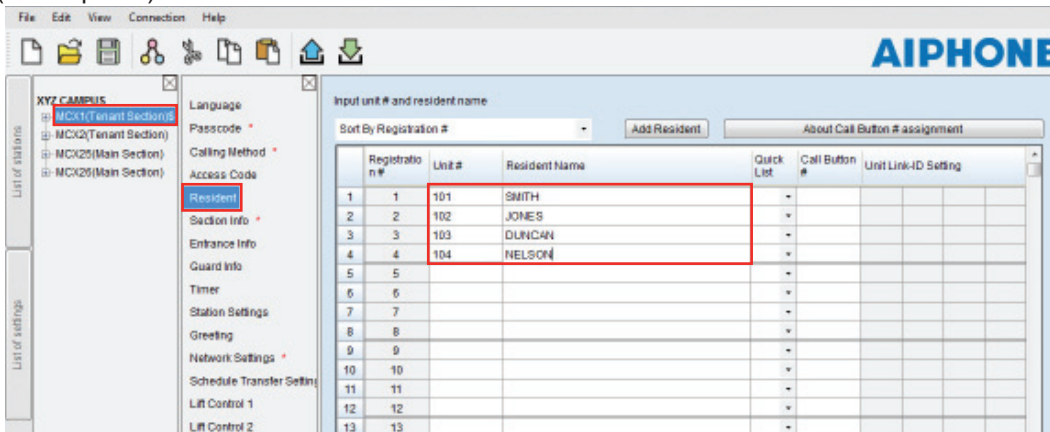 File Edit View Connection Help
AIPHONE
List of stations
List of settings
XYZ CAMPUS
MCX1(Tenant Section)$
MCX2(Tenant Section)
MCX25(Main Section)
MCX26(Main Section)
Language
Passcode *
Calling Method *
Access Code
Resident
Section Info *
Entrance Info
Guard Info
Timer
Station Settings
Greeting
Network Settings *
Schedule Transfer Setting
Lift Control 1
Lift Control 2
Input unit # and resident name
Sort By Registration # Add Resident About Call Button # assignment
Registratio n # Unit # Resident Name Quick List Call Button # Unit Link-ID Setting
1 1 101 SMITH
2 2 102 JONES
3 3 103 DUNCAN
4 4 104 NELSON
5 5
6 6
7 7
8 8
9 9
10 10
11 11
12 12
13 13